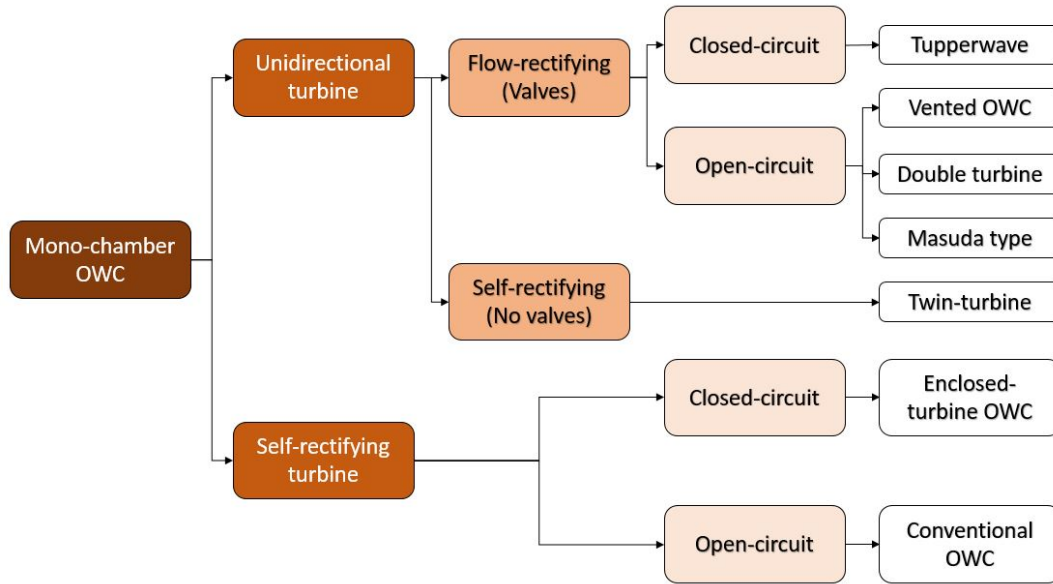 Mono-chamber
OWC
Unidirectional
turbine
Flow-rectifying
(Valves)
Closed-circuit
Tupperwave
Open-circuit
Vented OWC
Double turbine
Masuda type
Self-rectifying
(No valves)
Twin-turbine
Self-rectifying
turbine
Closed-circuit
Enclosed-
turbine OWC
Open-circuit
Conventional
OWC